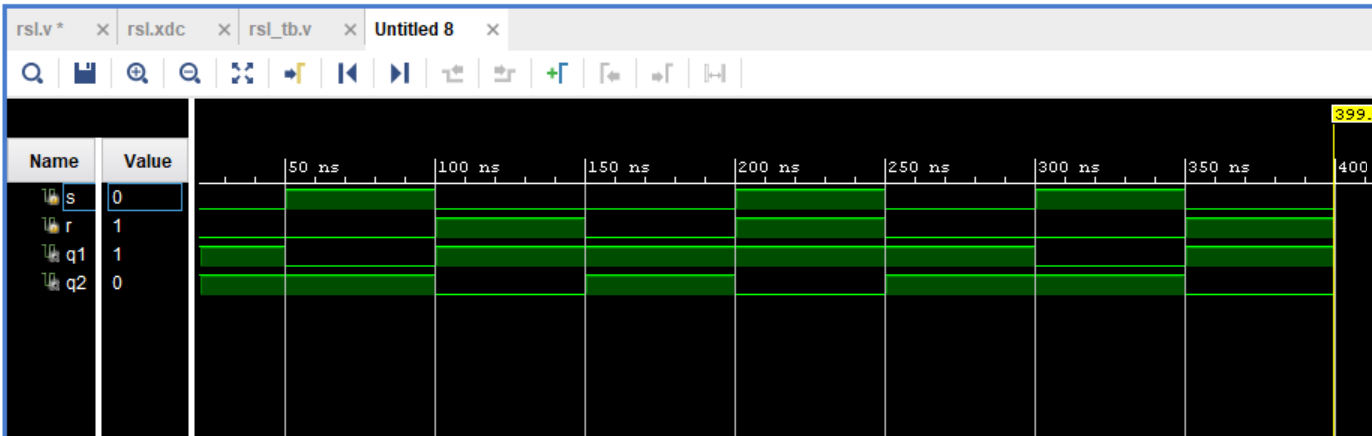 rsl.v * × rsl.xdc × rsl_tb.v × Untitled 8 ×
399.
Name Value 50 ns 100 ns 150 ns 200 ns 250 ns 300 ns 350 ns 400
s 0
r 1
q1 1
q2 0